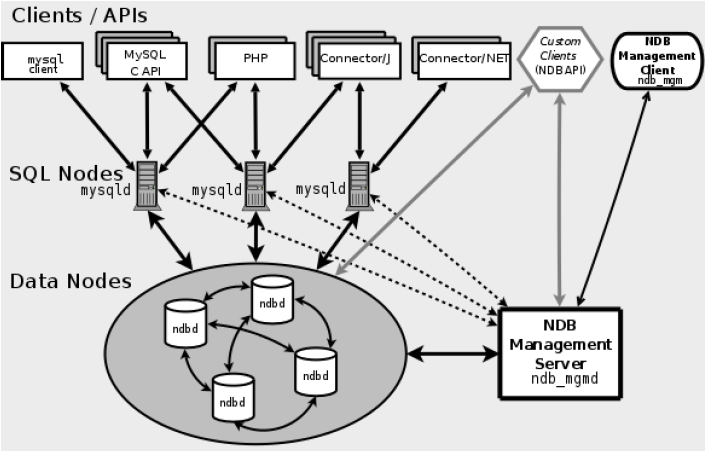 Clients / APIs
mysql
client
MySQL
C API
PHP
Connector/J
Connector/NET
Custom
Clients
(NDBAPI)
NDB
Management
Client
ndb_mgm
SQL Nodes
mysqld
mysqld
mysqld
Data Nodes
ndbd
ndbd
ndbd
ndbd
NDB
Management
Server
ndb_mgmd